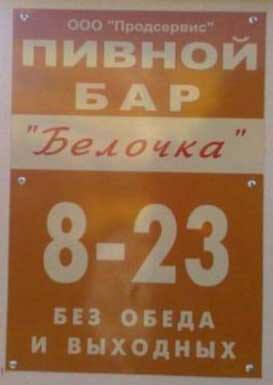 ООО "Продсервис"
ПИВНОЙ
БАР
"Белочка"
8-23
БЕЗ ОБЕДА
И ВЫХОДНЫХ